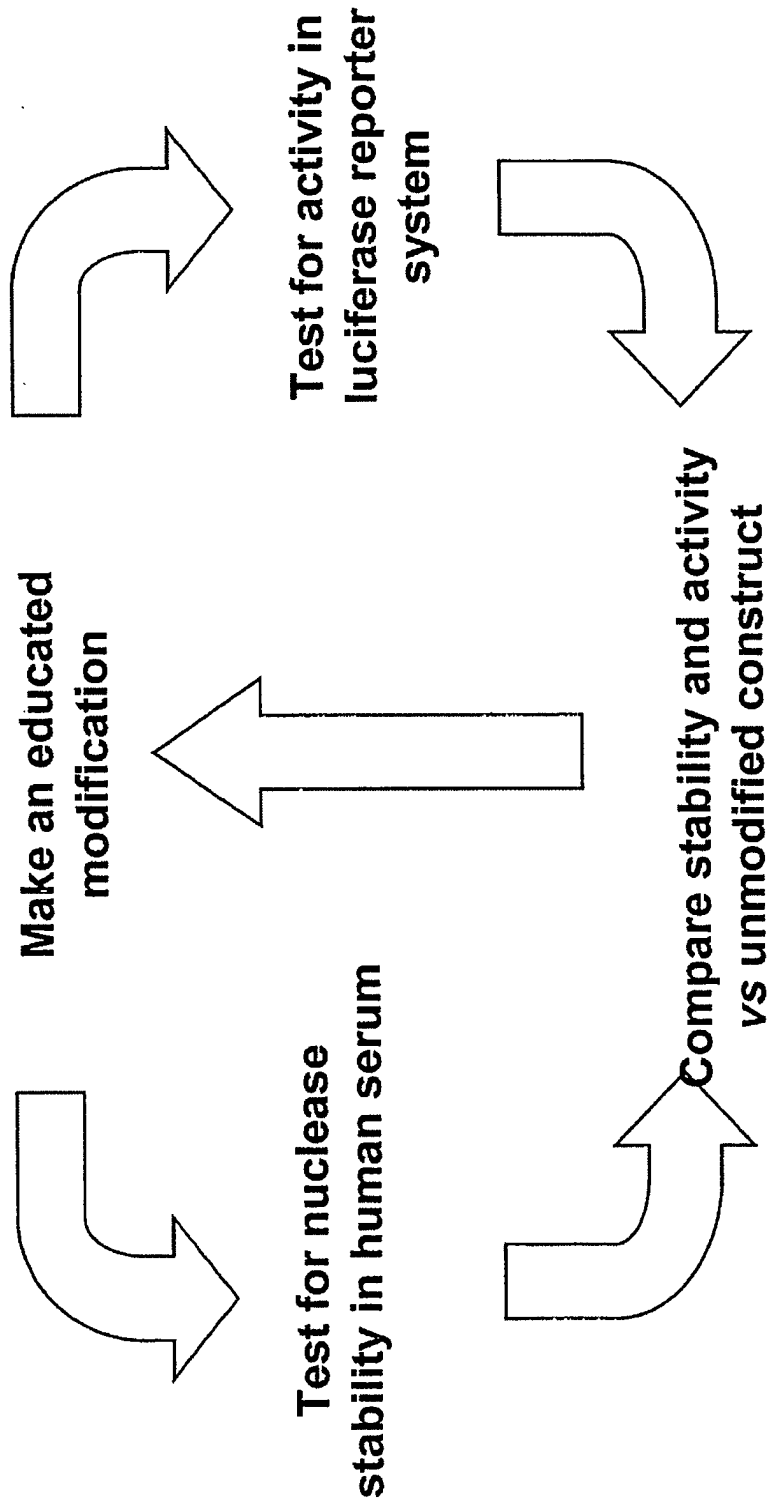 Make an educated
modification
Test for nuclease
stability in human serum
Test for activity in
luciferase reporter
system
Compare stability and activity
vs unmodified construct